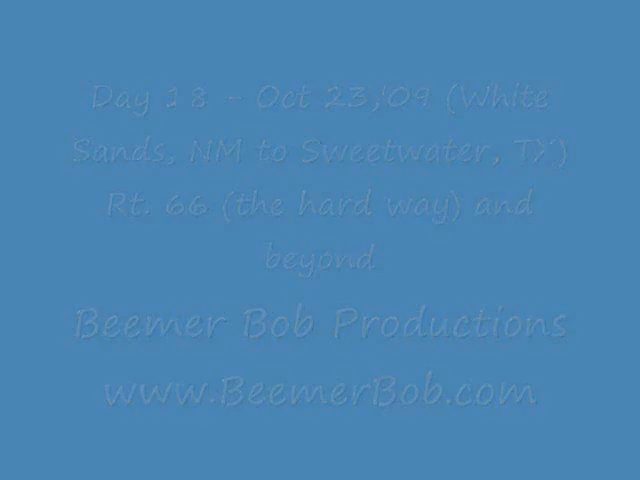 Day 18 - Oct 23,'09 (White
Sands, NM to Sweetwater, TX)
Rt. 66 (the hard way) and
beyond
Beemer Bob Productions
www.BeemerBob.com